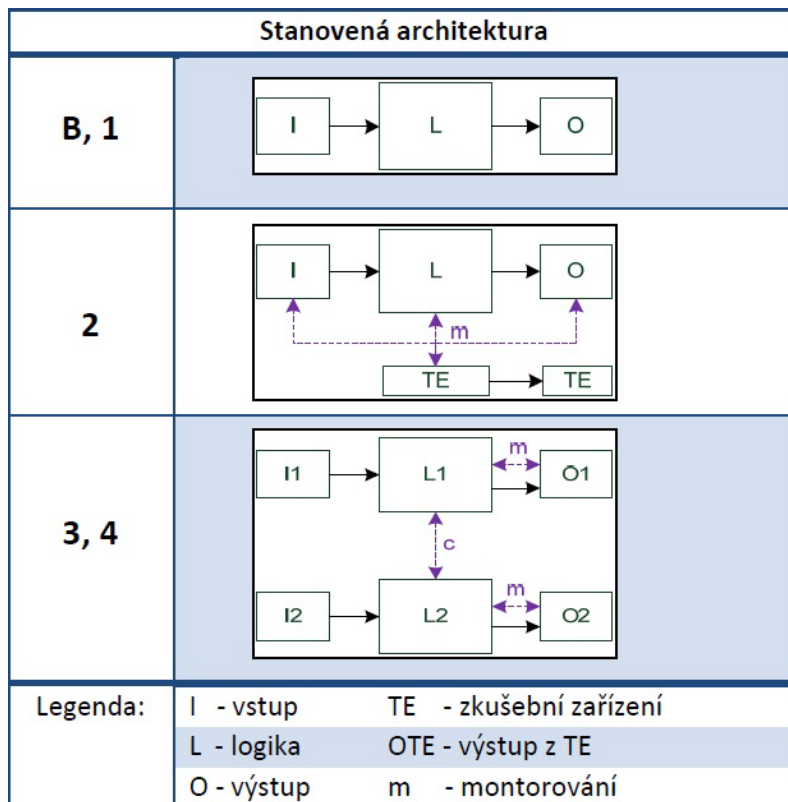 Stanovená architektura
B, 1
I L O
2
I L O
m
TE TE
3, 4
I1 L1 m O1
c
I2 L2 m O2
Legenda: I - vstup TE - zkušební zařízení
L - logika OTE - výstup z TE
O - výstup m - montorování